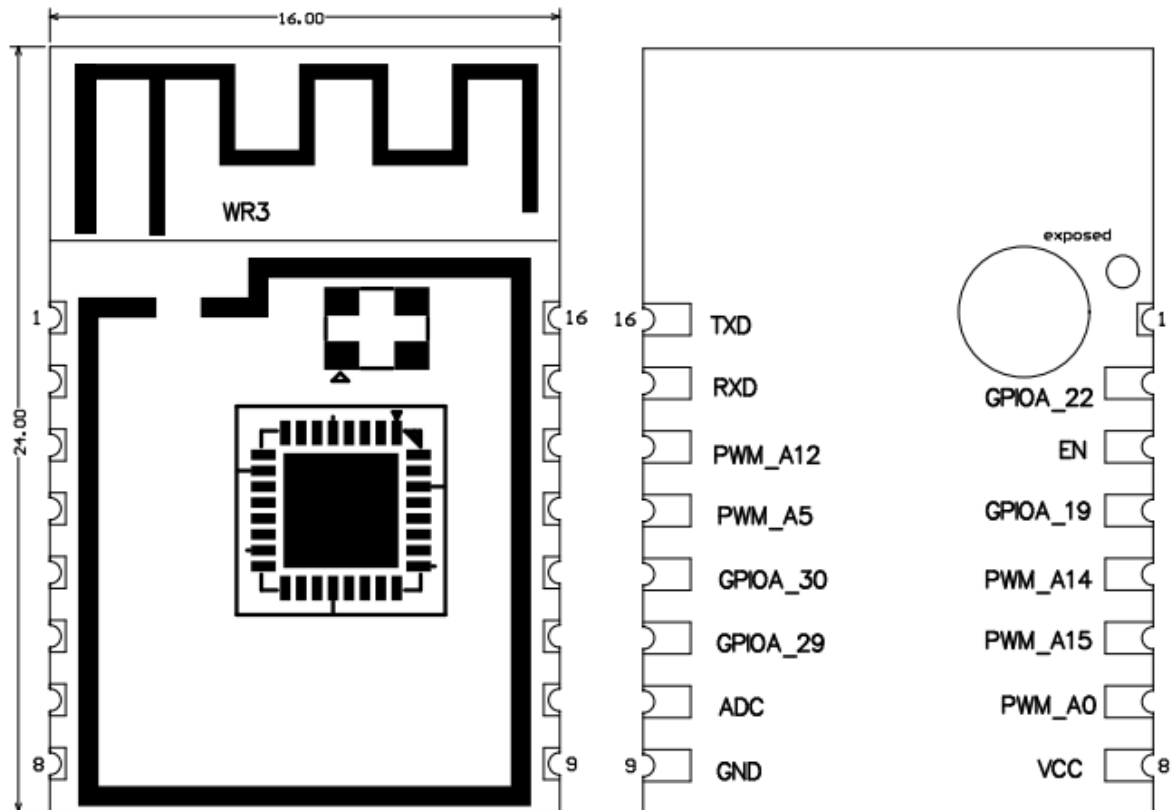 16.00
24.00
WR3
1
16
8
9
exposed
16 TXD
1
RXD
GPIOA_22
PWM_A12
EN
PWM_A5
GPIOA_19
GPIOA_30
PWM_A14
GPIOA_29
PWM_A15
ADC
PWM_A0
9 GND
VCC 8